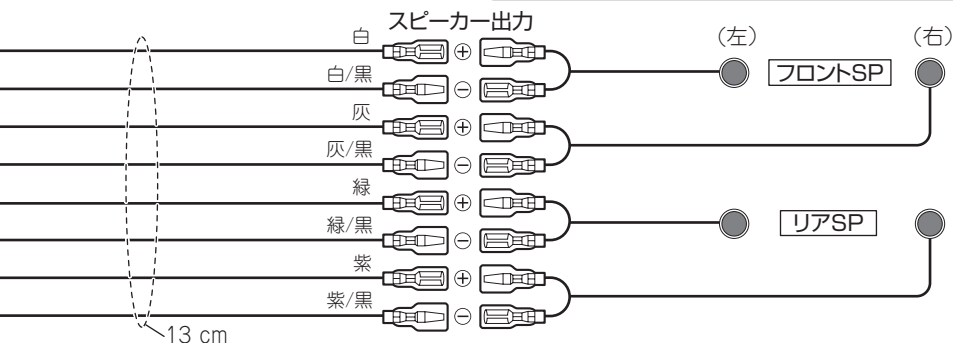 スピーカー出力
白 ⊕ (左) (右)
フロントSP
白/黒 ⊖
灰 ⊕
灰/黒 ⊖
緑 ⊕
リアSP
緑/黒 ⊖
紫 ⊕
紫/黒 ⊖
13 cm